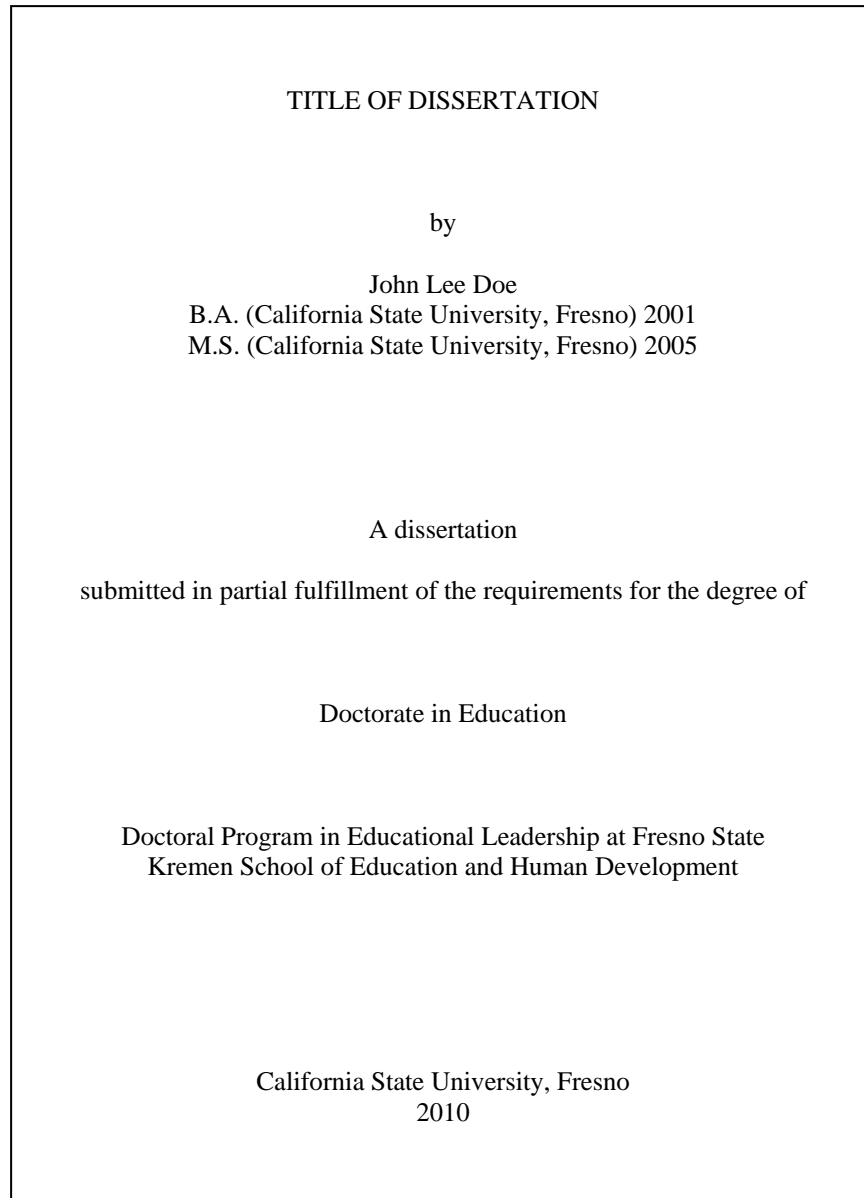 TITLE OF DISSERTATION
by
John Lee Doe
B.A. (California State University, Fresno) 2001
M.S. (California State University, Fresno) 2005
A dissertation
submitted in partial fulfillment of the requirements for the degree of
Doctorate in Education
Doctoral Program in Educational Leadership at Fresno State
Kremen School of Education and Human Development
California State University, Fresno
2010